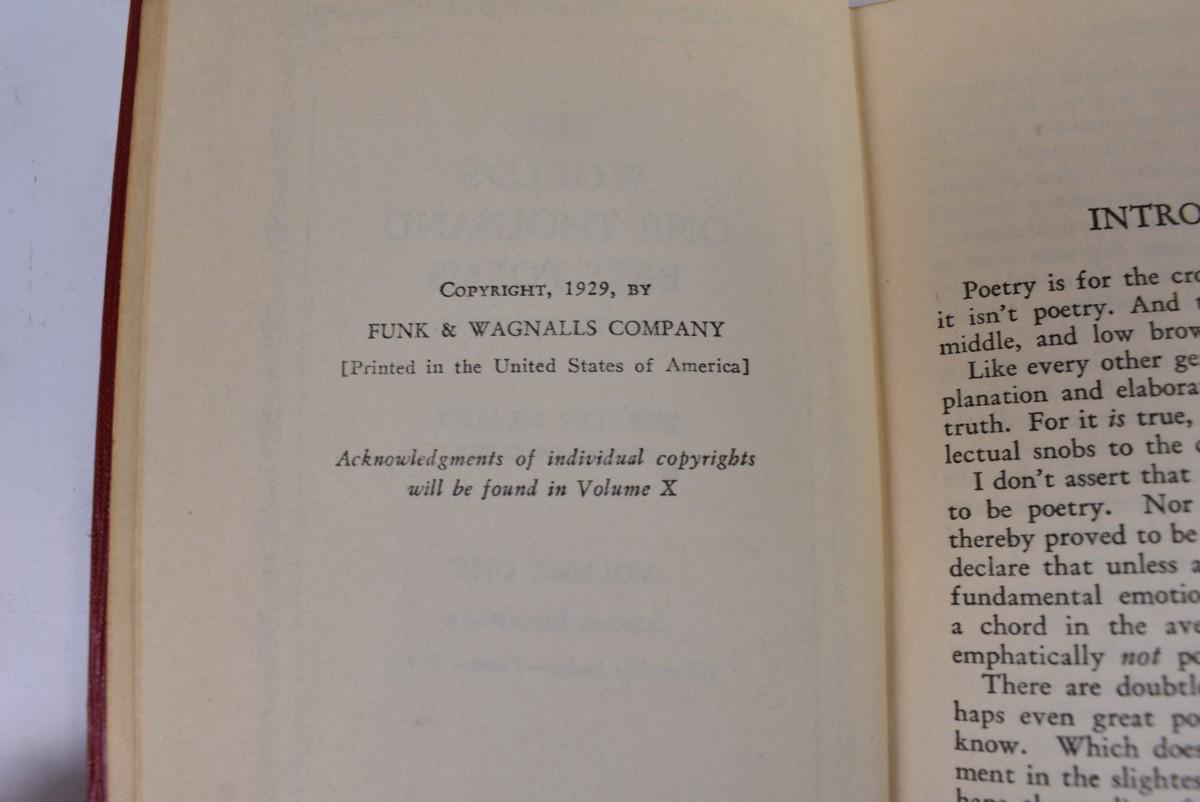 COPYRIGHT, 1929, BY
FUNK & WAGNALLS COMPANY
[Printed in the United States of America]
Acknowledgments of individual copyrights
will be found in Volume X
INTRO
Poetry is for the cro
it isn't poetry. And t
middle, and low brow
Like every other ge
planation and elabora
truth. For it is true,
lectual snobs to the
I don't assert that
to be poetry. Nor
thereby proved to be
declare that unless a
fundamental emotio
a chord in the ave
emphatically not po
There are doubtl
haps even great po
know. Which does
ment in the slightes